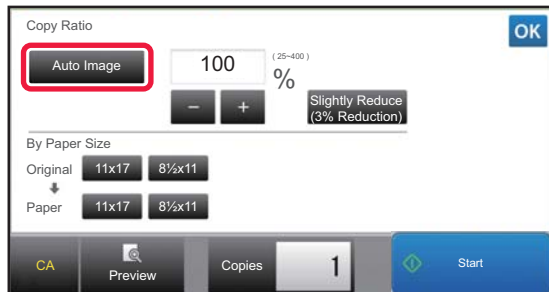 Copy Ratio
OK
Auto Image
100
(25~400)
%
− +
Slightly Reduce
(3% Reduction)
By Paper Size
Original 11x17 8½x11
Paper 11x17 8½x11
CA Preview Copies 1 Start